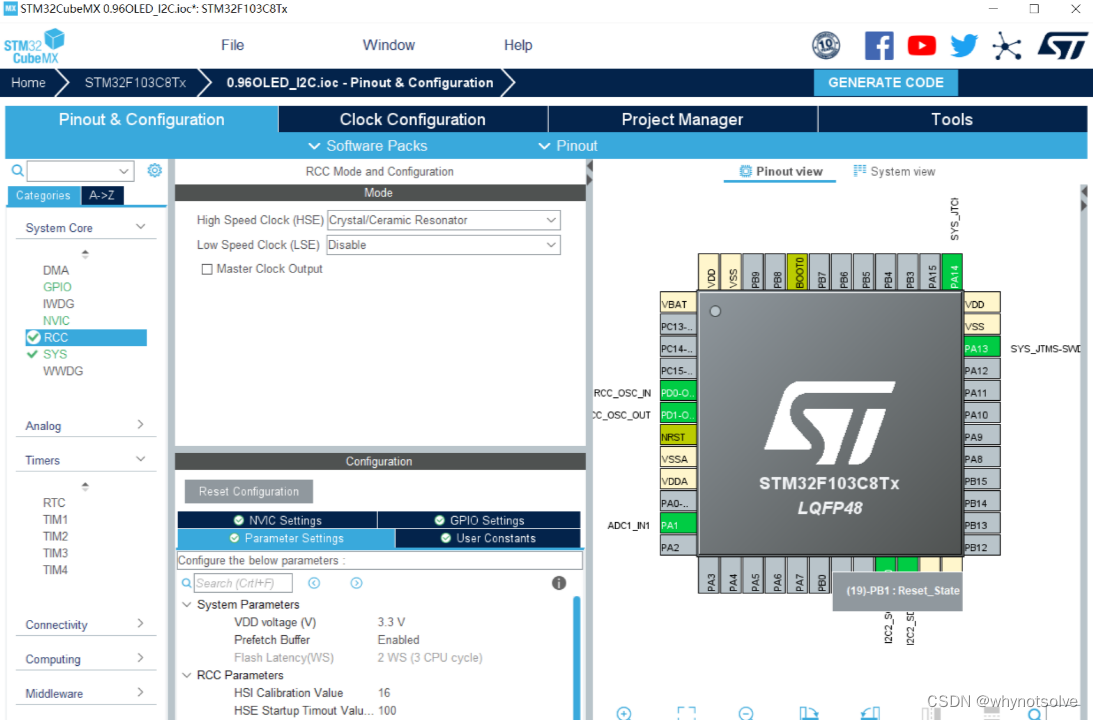 MX STM32CubeMX 0.96OLED_I2C.ioc*: STM32F103C8Tx
STM32
CubeMX
File
Window
Help
10
Home
STM32F103C8Tx
0.96OLED_I2C.ioc - Pinout & Configuration
GENERATE CODE
Pinout & Configuration
Clock Configuration
Project Manager
Tools
Software Packs
Pinout
Categories
A->Z
System Core
DMA
GPIO
IWDG
NVIC
RCC
SYS
WWDG
Analog
Timers
RTC
TIM1
TIM2
TIM3
TIM4
Connectivity
Computing
Middleware
RCC Mode and Configuration
Mode
High Speed Clock (HSE) Crystal/Ceramic Resonator
Low Speed Clock (LSE) Disable
Master Clock Output
Configuration
Reset Configuration
NVIC Settings
GPIO Settings
Parameter Settings
User Constants
Configure the below parameters :
Search (Crtl+F)
System Parameters
VDD voltage (V) 3.3 V
Prefetch Buffer Enabled
Flash Latency(WS) 2 WS (3 CPU cycle)
RCC Parameters
HSI Calibration Value 16
HSE Startup Timout Valu... 100
Pinout view
System view
SYS_JTCI
VDD
VSS
PB9
PB8
BOOT0
PB7
PB6
PB5
PB4
PB3
PA15
PA14
VBAT
PC13-..
PC14-..
PC15-..
RCC_OSC_IN PD0-O..
CC_OSC_OUT PD1-O..
NRST
VSSA
VDDA
PA0-..
ADC1_IN1 PA1
PA2
STM32F103C8Tx
LQFP48
VDD
VSS
PA13 SYS_JTMS-SWD
PA12
PA11
PA10
PA9
PA8
PB15
PB14
PB13
PB12
PA3
PA4
PA5
PA6
PA7
PB0
(19)-PB1 : Reset_State
I2C2_SC
I2C2_SD
CSDN @whynotsolve